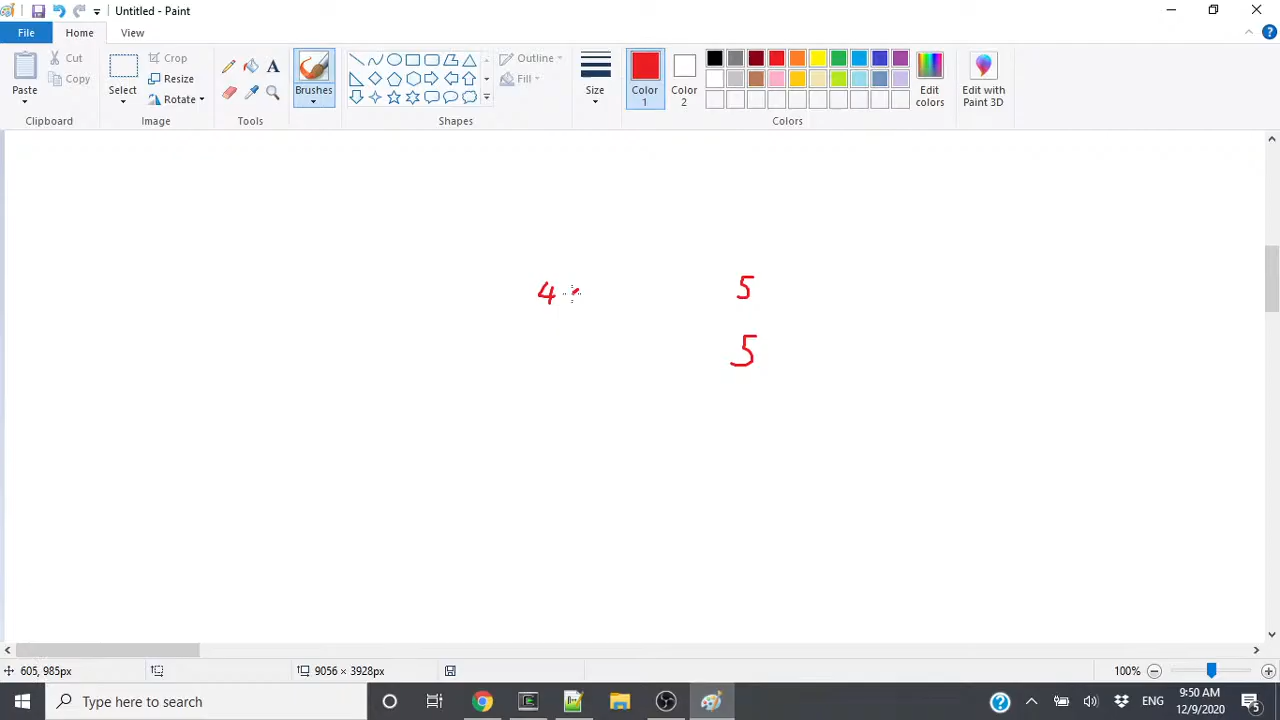 Untitled - Paint
File Home View
Paste Cut Copy
Select Crop Resize Rotate
Brushes
Outline Fill
Size
Color 1 Color 2
Edit colors
Edit with Paint 3D
Clipboard Image Tools Shapes Colors
4 5
5
605, 985px 9056 × 3928px 100%
Type here to search
ENG
9:50 AM
12/9/2020
5